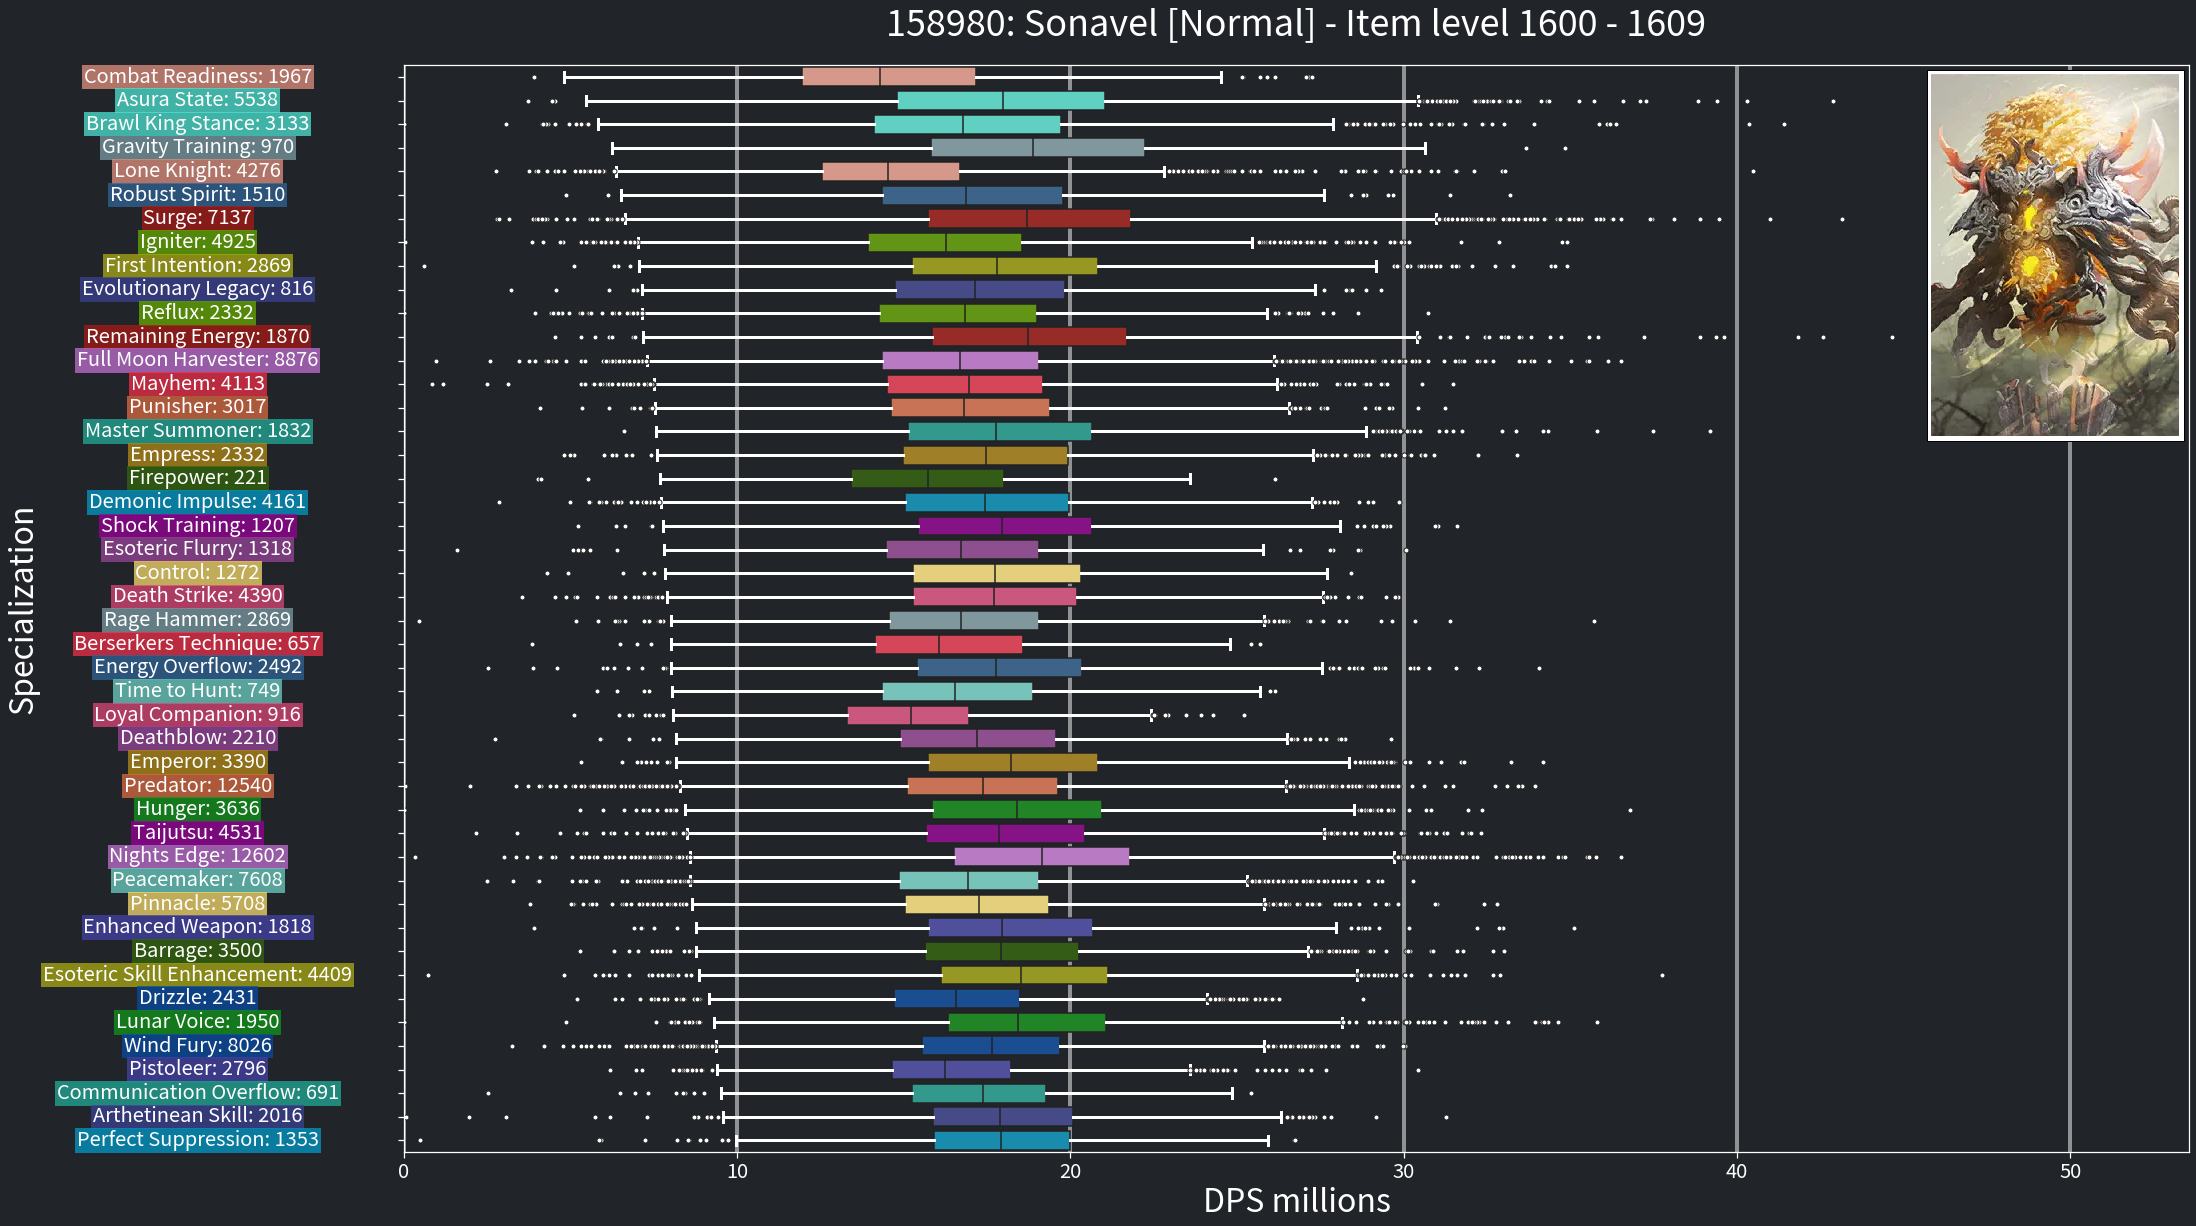 158980: Sonavel [Normal] - Item level 1600 - 1609
Combat Readiness: 1967
Asura State: 5538
Brawl King Stance: 3133
Gravity Training: 970
Lone Knight: 4276
Robust Spirit: 1510
Surge: 7137
Igniter: 4925
First Intention: 2869
Evolutionary Legacy: 816
Reflux: 2332
Remaining Energy: 1870
Full Moon Harvester: 8876
Mayhem: 4113
Punisher: 3017
Master Summoner: 1832
Empress: 2332
Firepower: 221
Demonic Impulse: 4161
Shock Training: 1207
Esoteric Flurry: 1318
Control: 1272
Death Strike: 4390
Rage Hammer: 2869
Berserkers Technique: 657
Energy Overflow: 2492
Time to Hunt: 749
Loyal Companion: 916
Deathblow: 2210
Emperor: 3390
Predator: 12540
Hunger: 3636
Taijutsu: 4531
Nights Edge: 12602
Peacemaker: 7608
Pinnacle: 5708
Enhanced Weapon: 1818
Barrage: 3500
Esoteric Skill Enhancement: 4409
Drizzle: 2431
Lunar Voice: 1950
Wind Fury: 8026
Pistoleer: 2796
Communication Overflow: 691
Arthetinean Skill: 2016
Perfect Suppression: 1353
Specialization
0 10 20 30 40 50
DPS millions